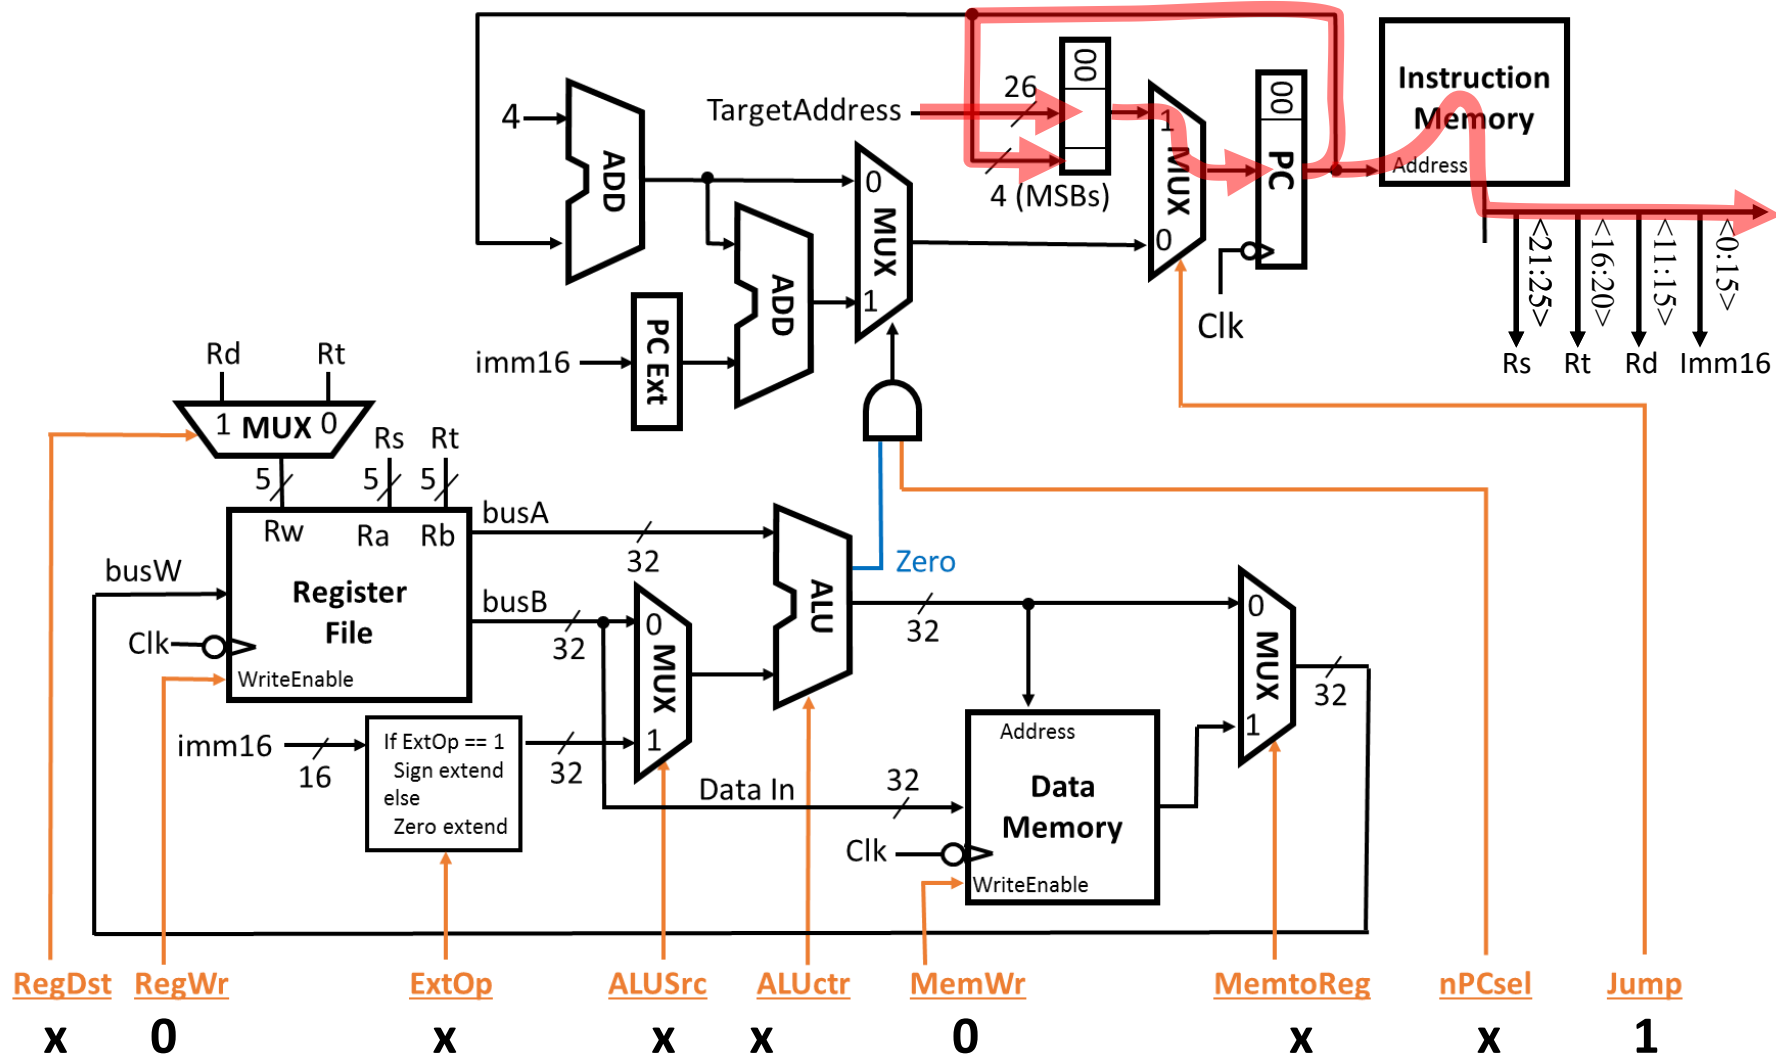 Instruction
Memory
Address
00
00
26
TargetAddress
4
ADD
1
MUX
0
PC
4 (MSBs)
0
MUX
1
ADD
Clk
<21:25>
<16:20>
<11:15>
<0:15>
Rs
Rt
Rd
Imm16
imm16
PC Ext
Rd
Rt
1 MUX 0
Rs
Rt
5
5
5
Rw
Ra
Rb
busA
32
busW
Register
File
busB
32
Clk
WriteEnable
Zero
ALU
32
0
MUX
1
0
MUX
1
32
imm16
16
If ExtOp == 1
Sign extend
else
Zero extend
32
Data In
32
Address
Data
Memory
Clk
WriteEnable
RegDst
RegWr
ExtOp
ALUSrc
ALUctr
MemWr
MemtoReg
nPCsel
Jump
x
0
x
x
x
0
x
x
1